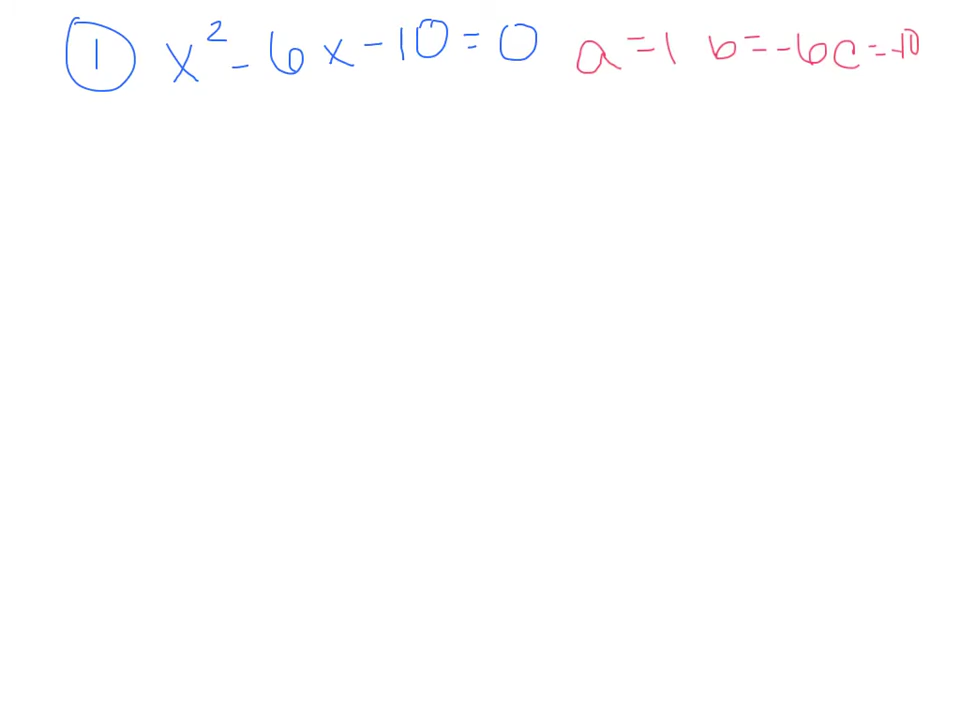 ① x² - 6x - 10 = 0 a = 1 b = -6 c = -10